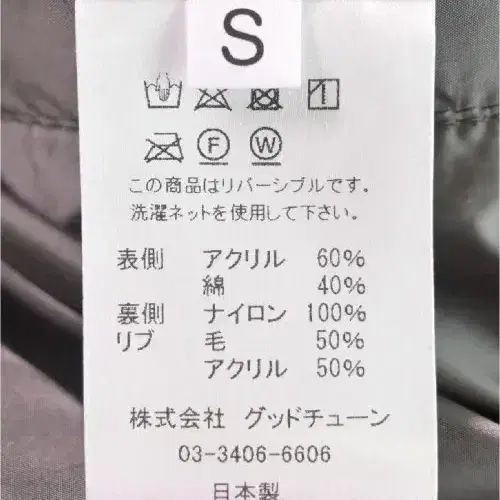 S
F W
この商品はリバーシブルです。
洗濯ネットを使用して下さい。
表側 アクリル 60%
綿 40%
裏側 ナイロン 100%
リブ 毛 50%
アクリル 50%
株式会社 グッドチューン
03-3406-6606
日本製